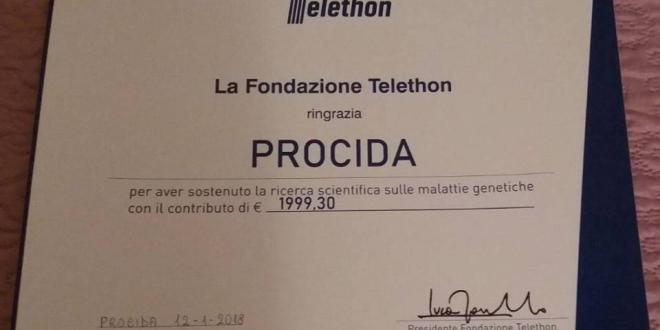 Telethon
La Fondazione Telethon
ringrazia
PROCIDA
per aver sostenuto la ricerca scientifica sulle malattie genetiche
con il contributo di € 1999,30
PROCIDA 12-1-2018
Presidente Fondazione Telethon